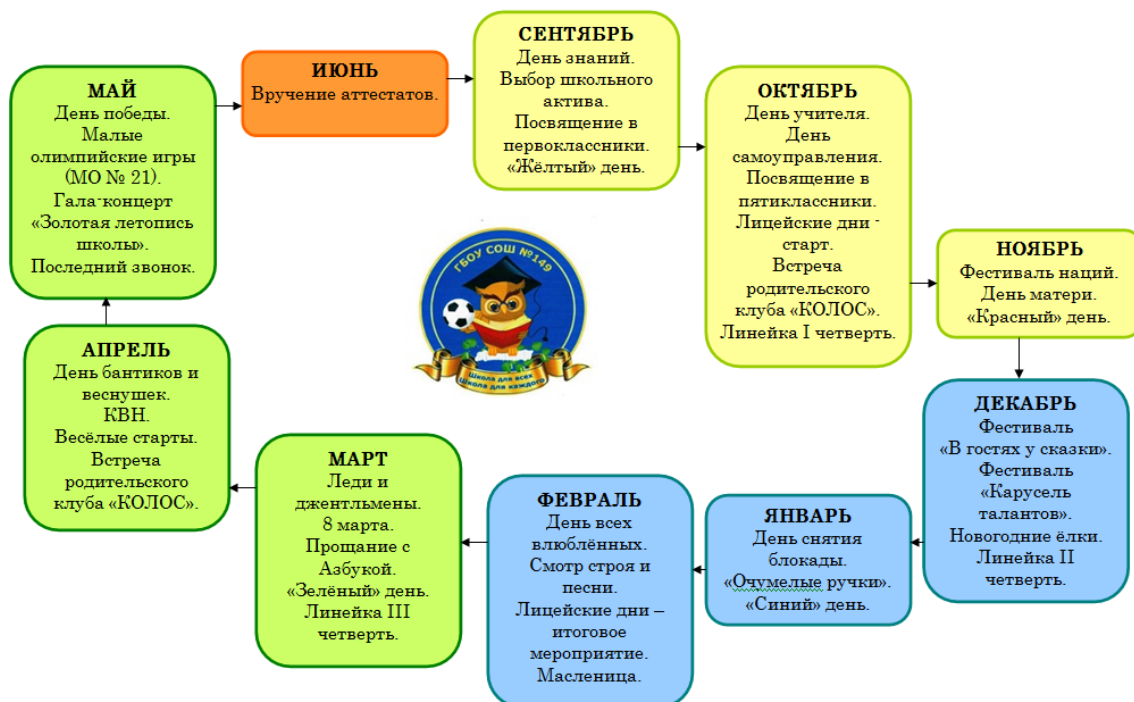 СЕНТЯБРЬ
День знаний.
Выбор школьного
актива.
Посвящение в
первоклассники.
«Жёлтый» день.
ОКТЯБРЬ
День учителя.
День
самоуправления.
Посвящение в
пятиклассники.
Лицейские дни -
старт.
Встреча
родительского
клуба «КОЛОС».
Линейка I четверть.
НОЯБРЬ
Фестиваль наций.
День матери.
«Красный» день.
ДЕКАБРЬ
Фестиваль
«В гостях у сказки».
Фестиваль
«Карусель
талантов».
Новогодние ёлки.
Линейка II
четверть.
ЯНВАРЬ
День снятия
блокады.
«Очумелые ручки».
«Синий» день.
ФЕВРАЛЬ
День всех
влюблённых.
Смотр строя и
песни.
Лицейские дни –
итоговое
мероприятие.
Масленица.
МАРТ
Леди и
джентльмены.
8 марта.
Прощание с
Азбукой.
«Зелёный» день.
Линейка III
четверть.
АПРЕЛЬ
День бантиков и
веснушек.
КВН.
Весёлые старты.
Встреча
родительского
клуба «КОЛОС».
МАЙ
День победы.
Малые
олимпийские игры
(МО № 21).
Гала-концерт
«Золотая летопись
школы».
Последний звонок.
ИЮНЬ
Вручение аттестатов.
ГБОУ СОШ №149
Школа для всех
Школа для каждого